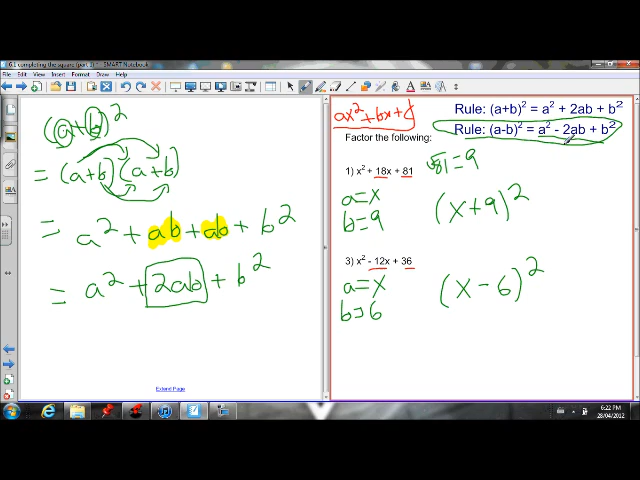 6.1 completing the square (part 1) * - SMART Notebook
File Edit View Insert Format Tools Draw Help
(a+b)²
= (a+b)(a+b)
= a² + ab + ab + b²
= a² + 2ab + b²
Extend Page
ax²+bx+c
Rule: (a+b)² = a² + 2ab + b²
Rule: (a-b)² = a² - 2ab + b²
Factor the following:
√81 = 9
1) x² + 18x + 81
a=x
b=9
(x+9)²
3) x² - 12x + 36
a=x
b=6
(x-6)²
6:22 PM
28/04/2012